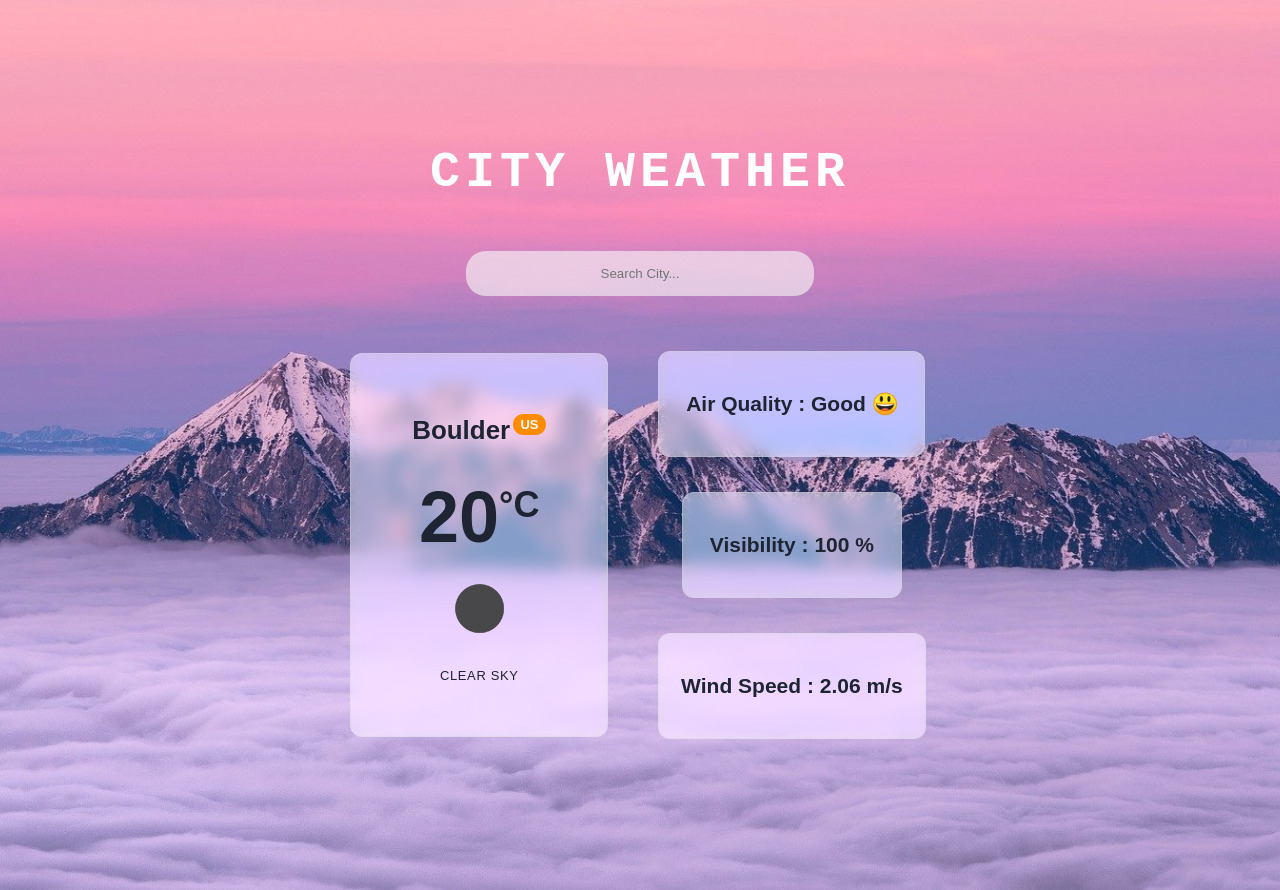 CITY WEATHER
Search City...
Boulder US
20°C
CLEAR SKY
Air Quality : Good 😃
Visibility : 100 %
Wind Speed : 2.06 m/s